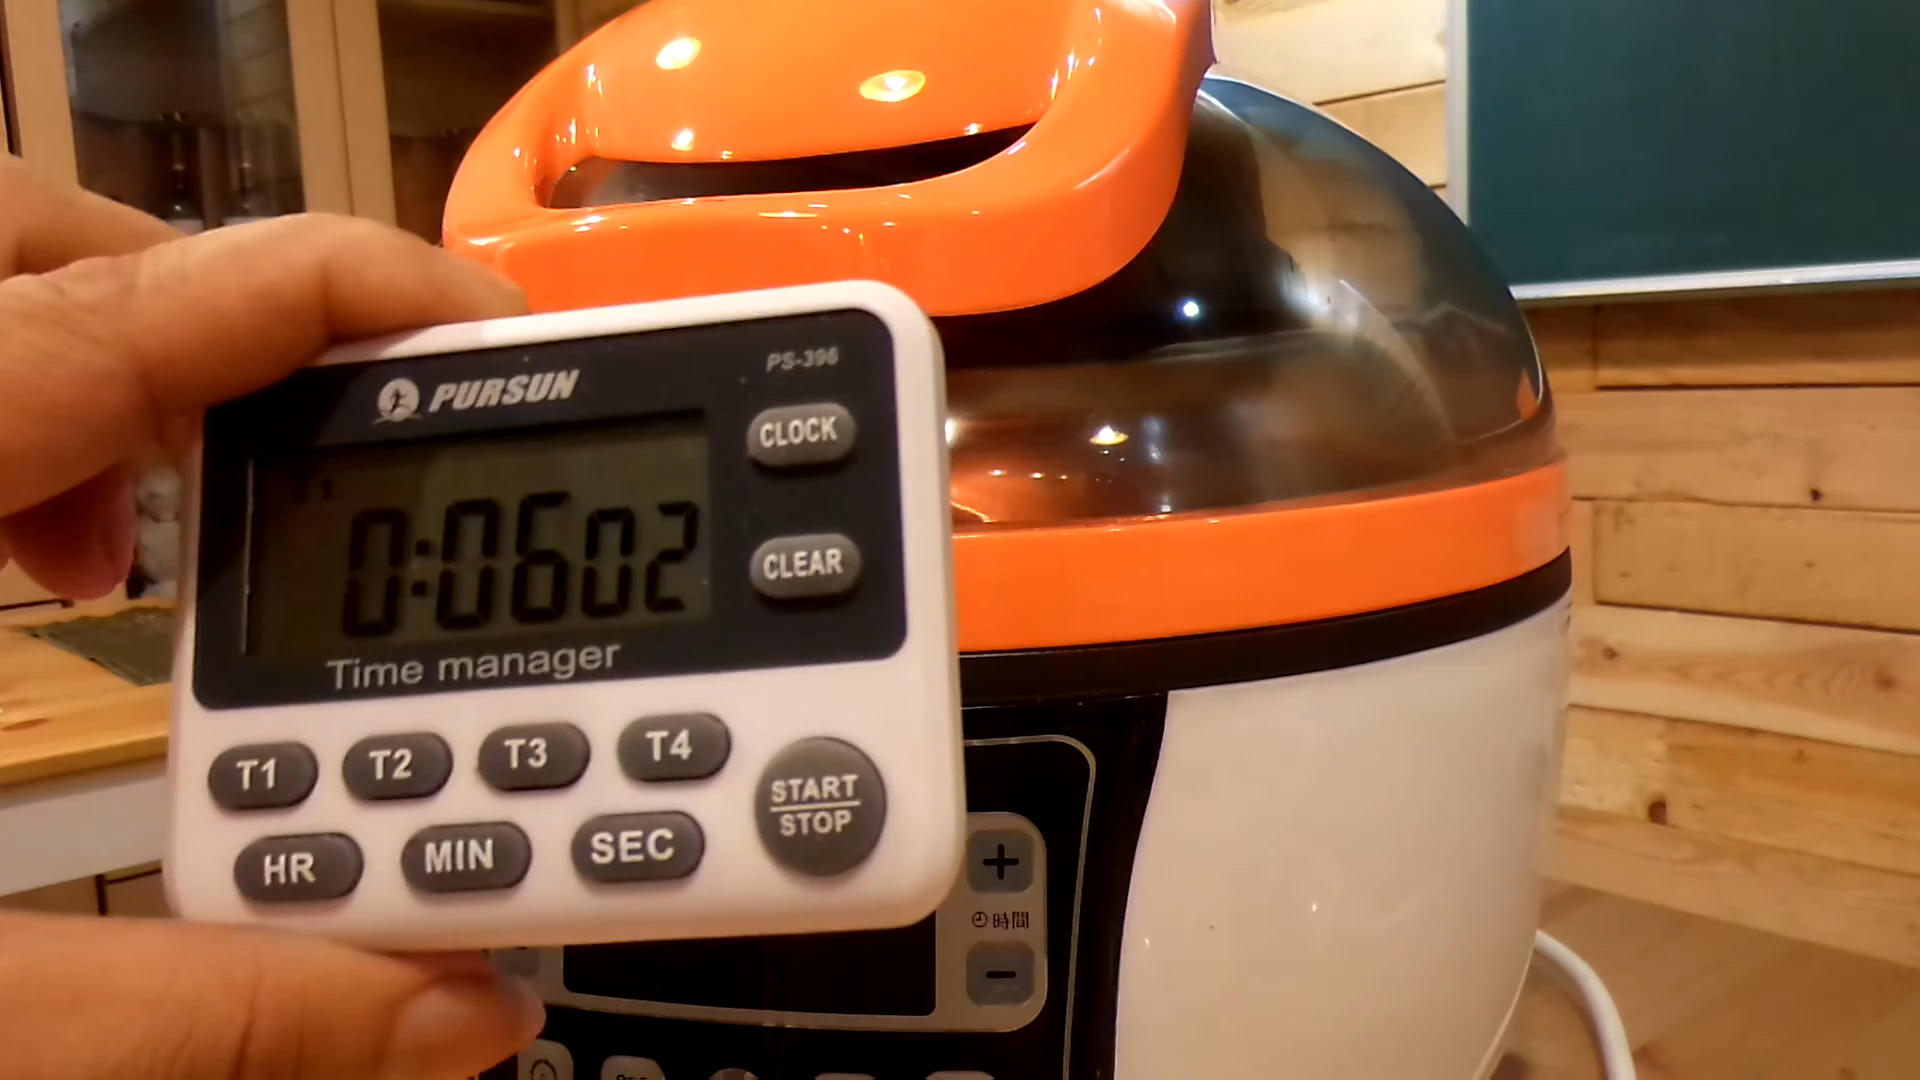 PURSUN
PS-396
CLOCK
T1
0:0602
CLEAR
Time manager
T1 T2 T3 T4
START
STOP
HR MIN SEC
+
時間
−